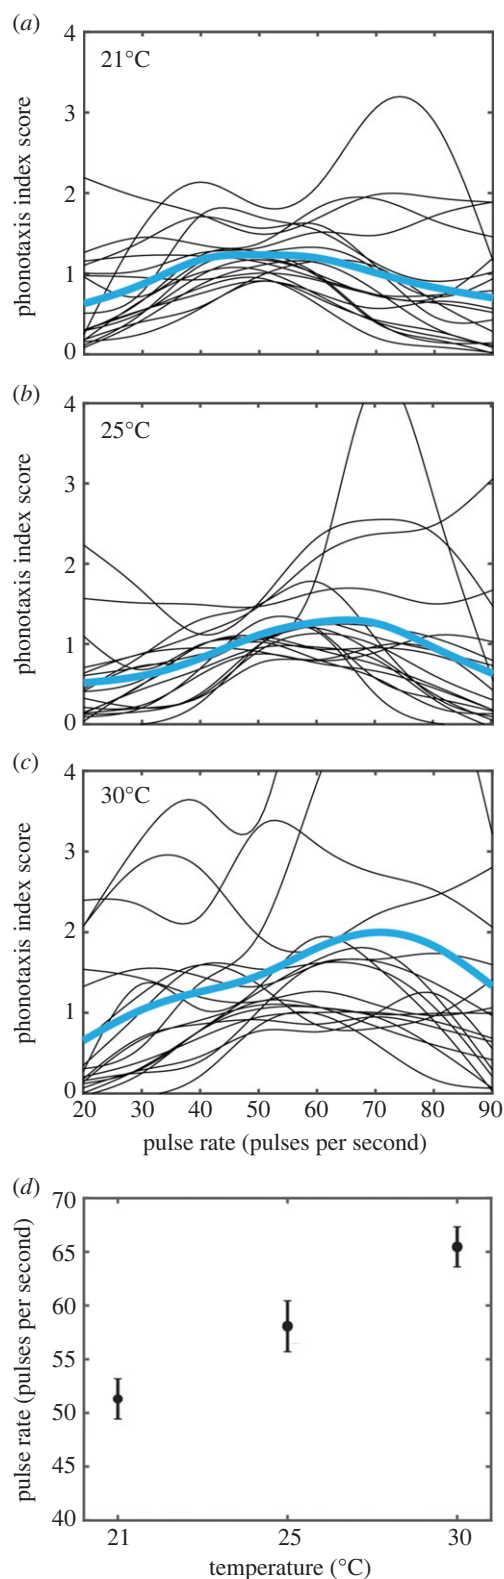 (a)
4
21°C
3
2
1
0
phonotaxis index score
(b)
4
25°C
3
2
1
0
phonotaxis index score
(c)
4
30°C
3
2
1
0
phonotaxis index score
20 30 40 50 60 70 80 90
pulse rate (pulses per second)
(d)
70
65
60
55
50
45
40
pulse rate (pulses per second)
21 25 30
temperature (°C)